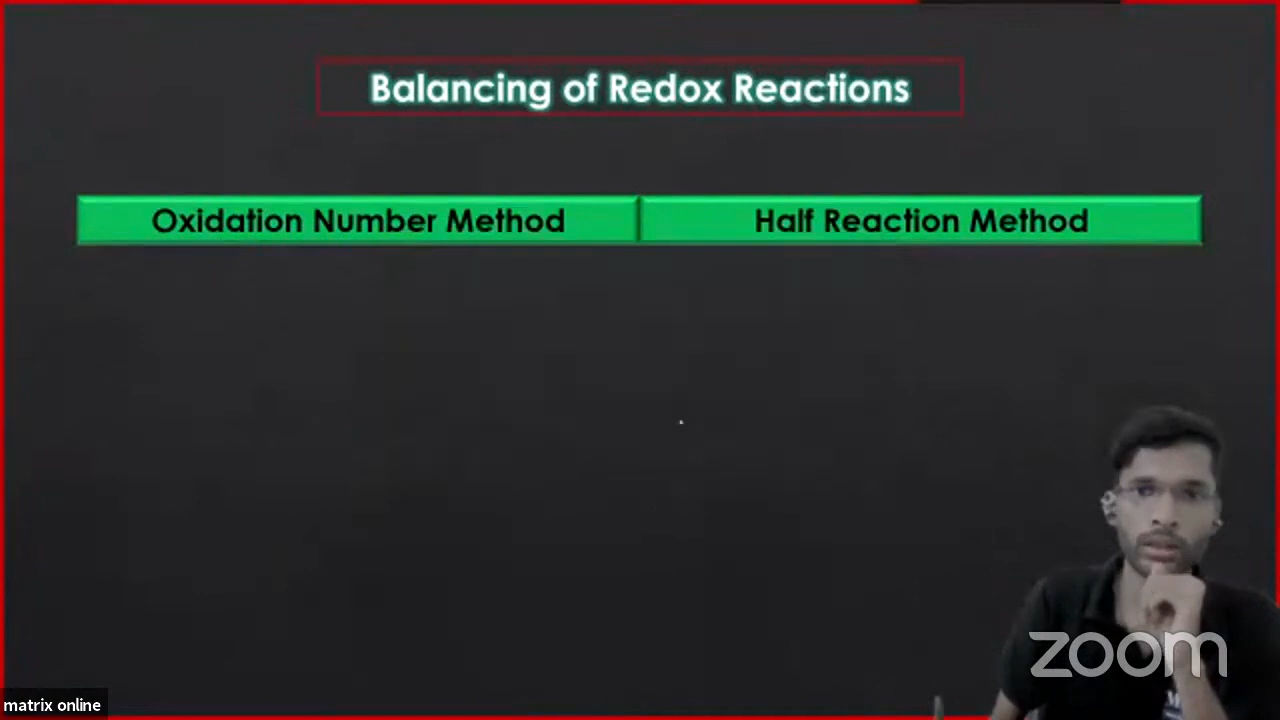 Balancing of Redox Reactions
Oxidation Number Method
Half Reaction Method
zoom
matrix online